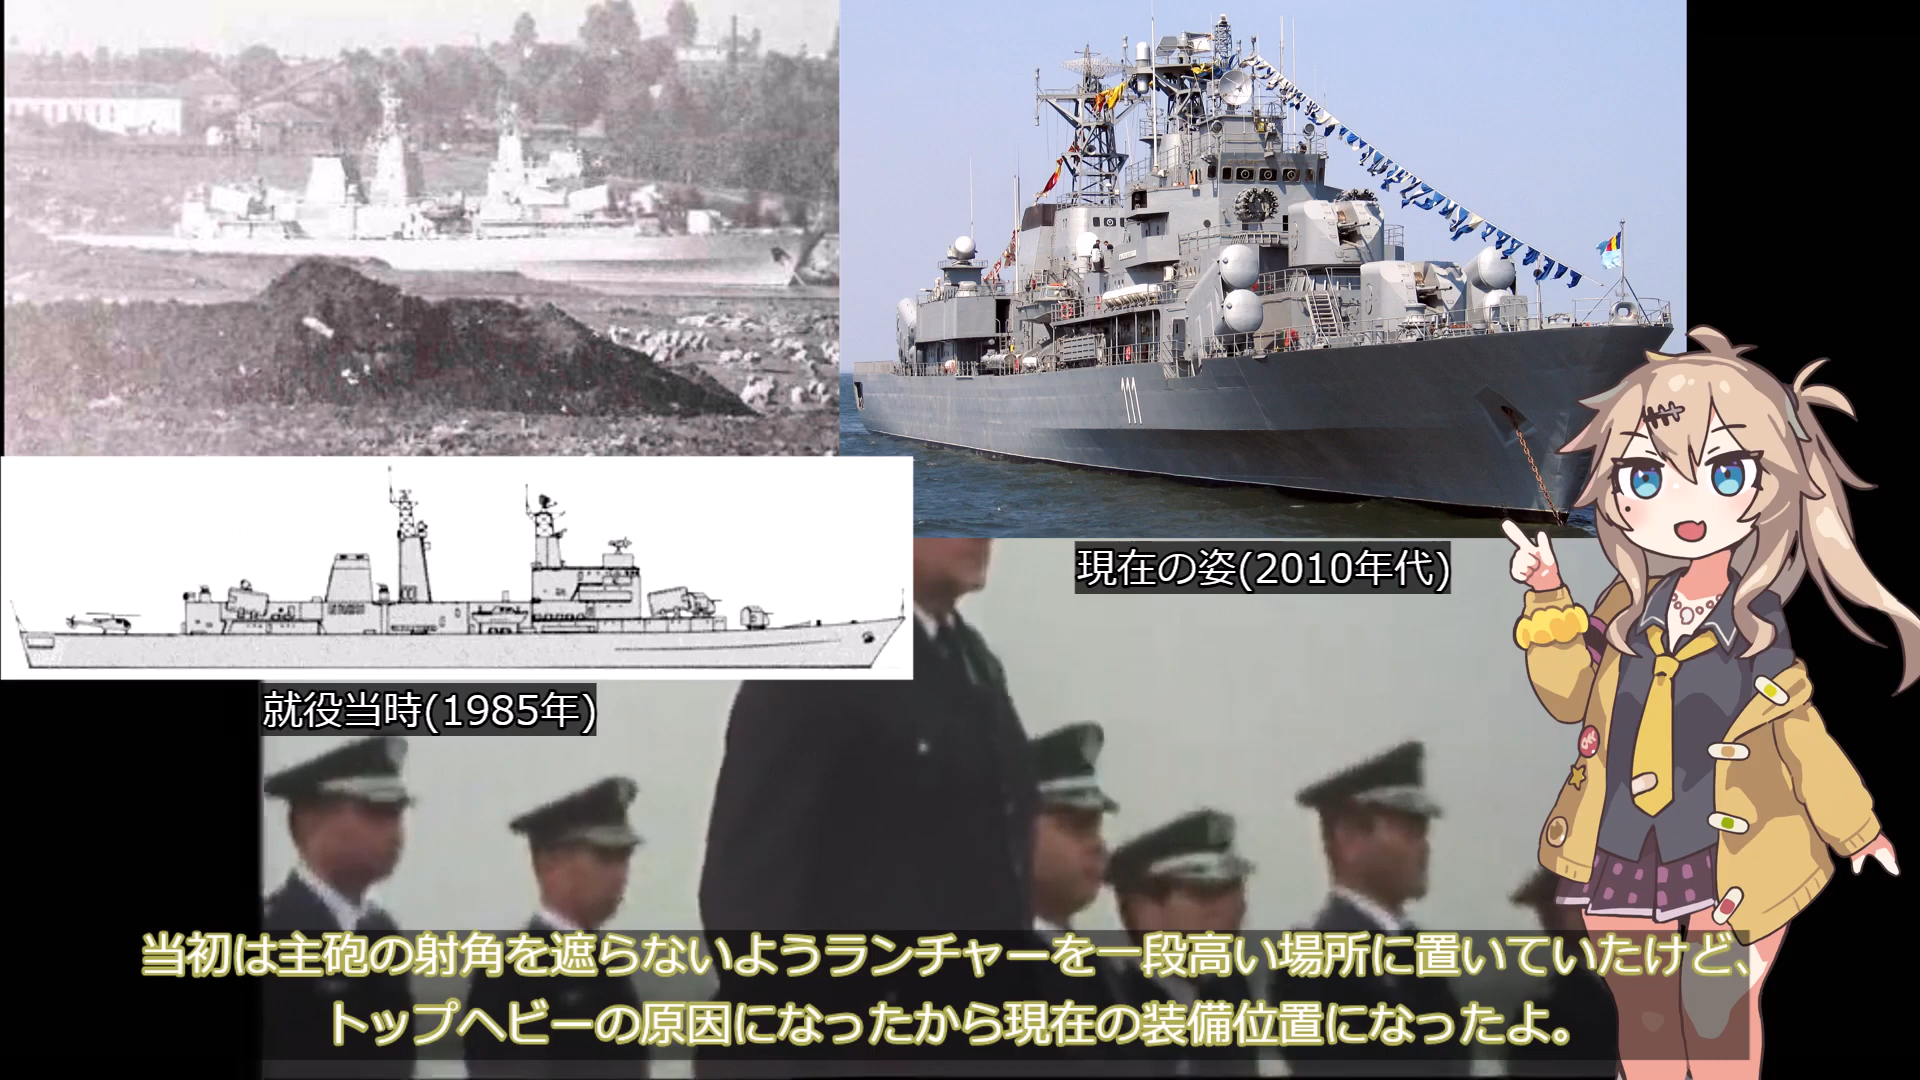 111
現在の姿(2010年代)
就役当時(1985年)
当初は主砲の射角を遮らないようランチャーを一段高い場所に置いていたけど、
トップヘビーの原因になったから現在の装備位置になったよ。